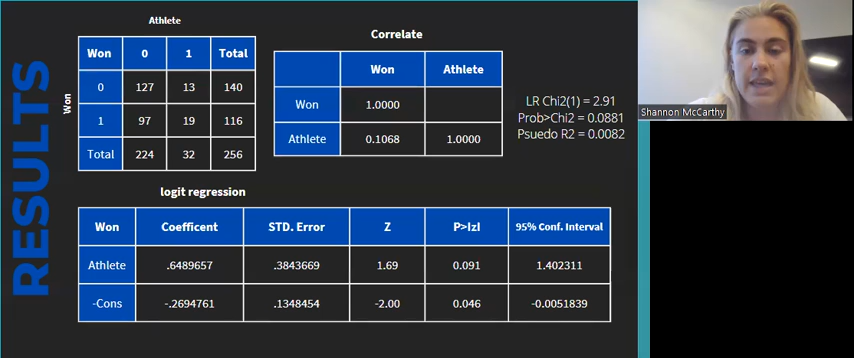 RESULTS
Athlete
Won
Won 0 1 Total
0 127 13 140
1 97 19 116
Total 224 32 256
Correlate
Won Athlete
Won 1.0000
Athlete 0.1068 1.0000
LR Chi2(1) = 2.91
Prob>Chi2 = 0.0881
Psuedo R2 = 0.0082
Shannon McCarthy
logit regression
Won Coefficent STD. Error Z P>IzI 95% Conf. Interval
Athlete .6489657 .3843669 1.69 0.091 1.402311
-Cons -.2694761 .1348454 -2.00 0.046 -0.0051839